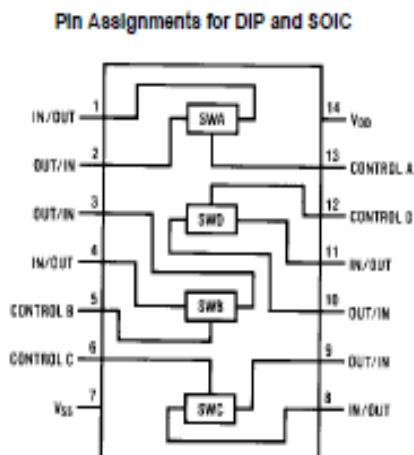 Pin Assignments for DIP and SOIC
IN/OUT 1
SWA
14 VDD
OUT/IN 2
13 CONTROL A
OUT/IN 3
12 CONTROL D
SWD
IN/OUT 4
11 IN/OUT
CONTROL B 5
SWB
10 OUT/IN
CONTROL C 6
9 OUT/IN
VSS 7
SWC
8 IN/OUT